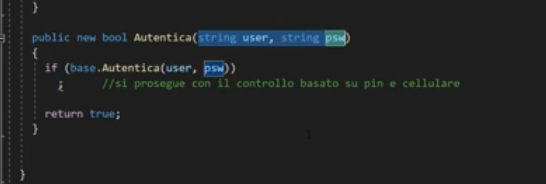 }
public new bool Autentica(string user, string psw)
{
if (base.Autentica(user, psw))
; //si prosegue con il controllo basato su pin e cellulare
return true;
}
}